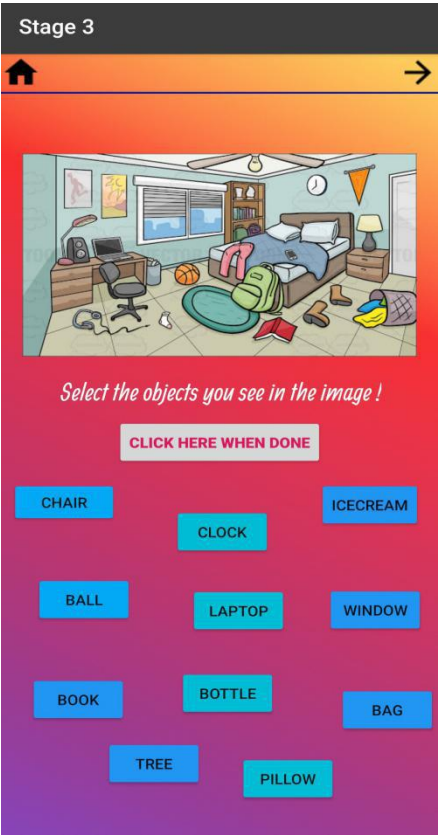 Stage 3
Select the objects you see in the image !
CLICK HERE WHEN DONE
CHAIR
ICECREAM
CLOCK
BALL
LAPTOP
WINDOW
BOOK
BOTTLE
BAG
TREE
PILLOW